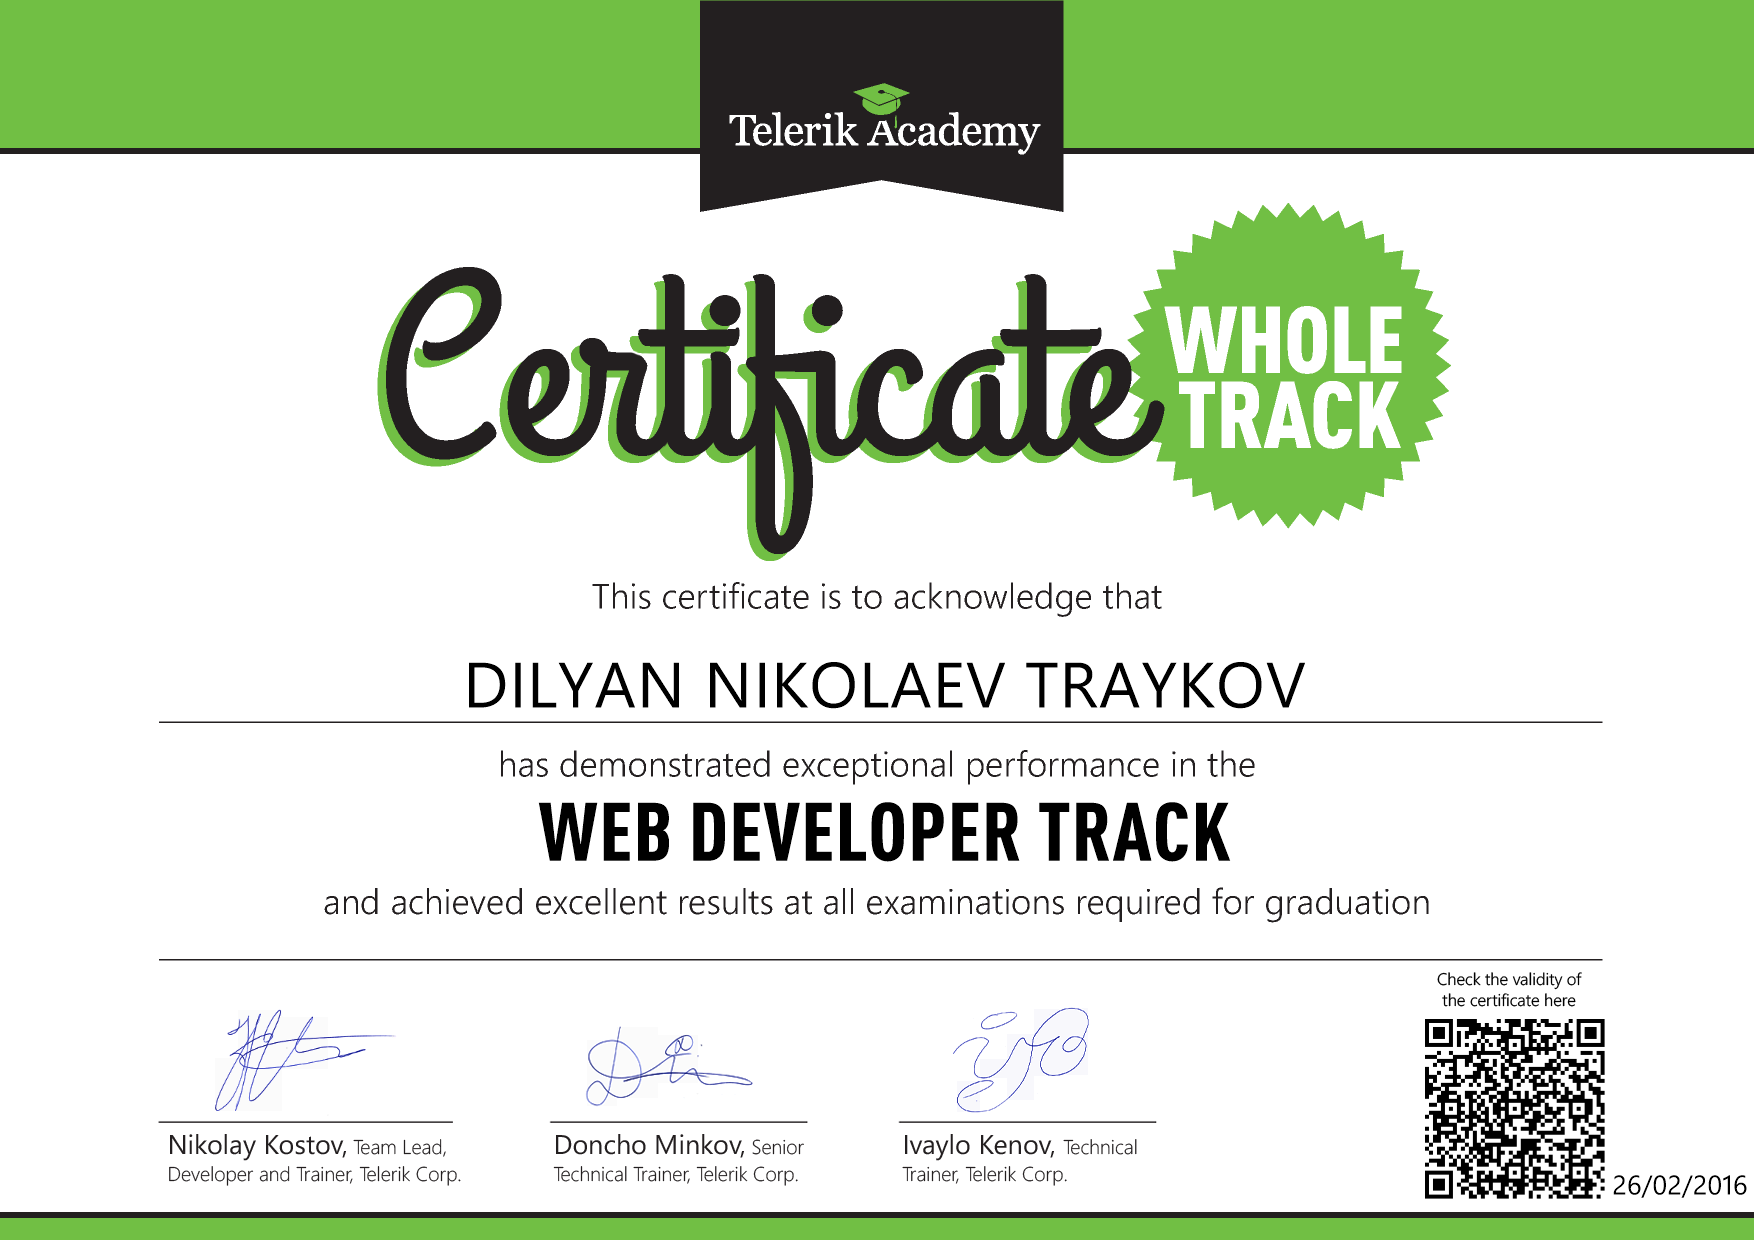 Telerik Academy
Certificate
WHOLE
TRACK
This certificate is to acknowledge that
DILYAN NIKOLAEV TRAYKOV
has demonstrated exceptional performance in the
WEB DEVELOPER TRACK
and achieved excellent results at all examinations required for graduation
Check the validity of
the certificate here
Nikolay Kostov, Team Lead,
Developer and Trainer, Telerik Corp.
Doncho Minkov, Senior
Technical Trainer, Telerik Corp.
Ivaylo Kenov, Technical
Trainer, Telerik Corp.
26/02/2016